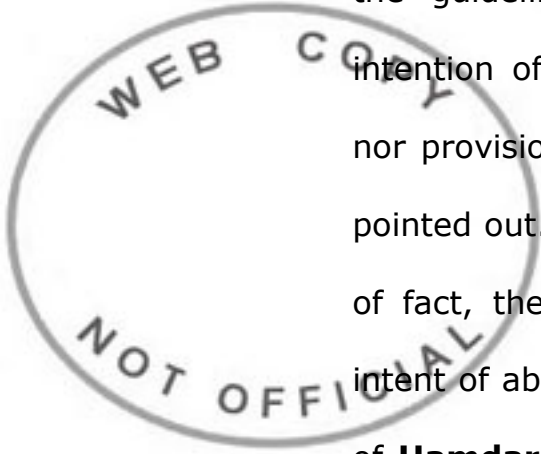 the guidelin
WEB COPY
intention of
nor provisio
pointed out.
of fact, the
NOT OFFICIAL
intent of ab
of Hamdar